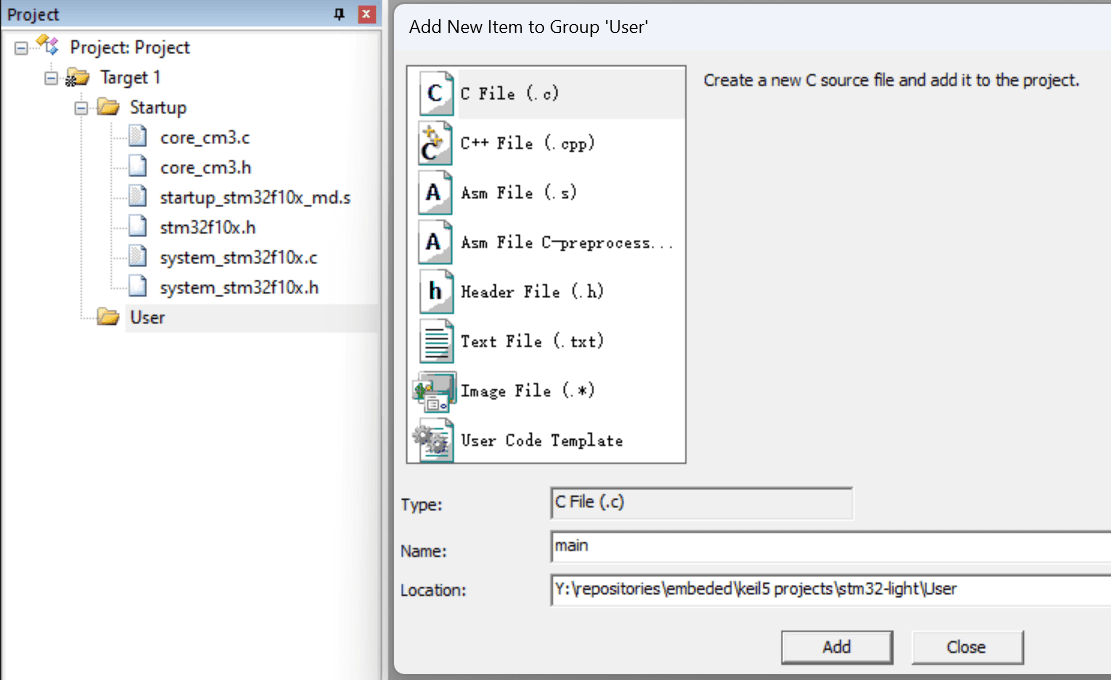 Project
Project: Project
Target 1
Startup
core_cm3.c
core_cm3.h
startup_stm32f10x_md.s
stm32f10x.h
system_stm32f10x.c
system_stm32f10x.h
User
Add New Item to Group 'User'
C File (.c)
C++ File (.cpp)
Asm File (.s)
Asm File C-preprocess...
Header File (.h)
Text File (.txt)
Image File (.*)
User Code Template
Create a new C source file and add it to the project.
Type: C File (.c)
Name: main
Location: Y:\repositories\embeded\keil5 projects\stm32-light\User
Add Close